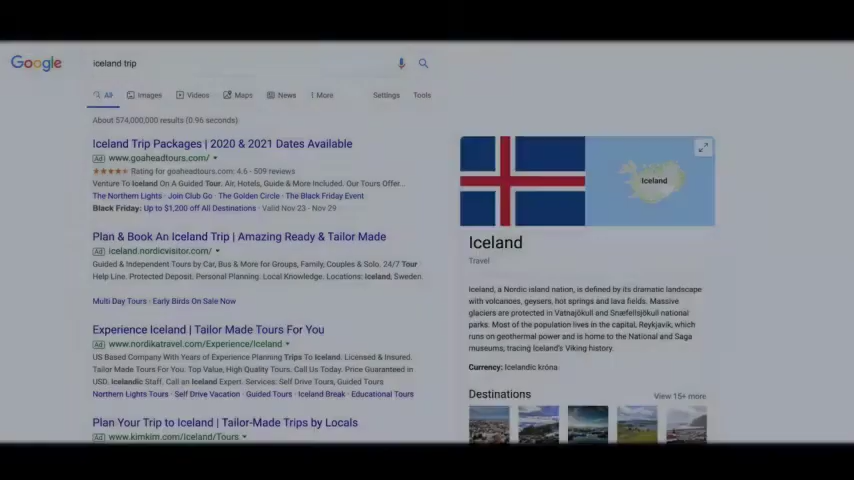 Google
iceland trip
All Images Videos Maps News More Settings Tools
About 574,000,000 results (0.96 seconds)
Iceland Trip Packages | 2020 & 2021 Dates Available
Ad www.goaheadtours.com/
Rating for goaheadtours.com: 4.6 - 509 reviews
Venture To Iceland On A Guided Tour. Air, Hotels, Guide & More Included. Our Tours Offer...
The Northern Lights · Join Club Go · The Golden Circle · The Black Friday Event
Black Friday: Up to $1,200 off All Destinations · Valid Nov 23 - Nov 29
Plan & Book An Iceland Trip | Amazing Ready & Tailor Made
Ad iceland.nordicvisitor.com/
Guided & Independent Tours by Car, Bus & More for Groups, Family, Couples & Solo. 24/7 Tour
Help Line. Protected Deposit. Personal Planning. Local Knowledge. Locations: Iceland, Sweden.
Multi Day Tours · Early Birds On Sale Now
Experience Iceland | Tailor Made Tours For You
Ad www.nordikatravel.com/Experience/Iceland
US Based Company With Years of Experience Planning Trips To Iceland. Licensed & Insured.
Tailor Made Tours For You. Top Value, High Quality Tours. Call Us Today. Price Guaranteed in
USD. Icelandic Staff. Call an Iceland Expert. Services: Self Drive Tours, Guided Tours
Northern Lights Tours · Self Drive Vacation · Guided Tours · Iceland Break · Educational Tours
Plan Your Trip to Iceland | Tailor-Made Trips by Locals
Ad www.kimkim.com/Iceland/Tours
Iceland
Iceland
Travel
Iceland, a Nordic island nation, is defined by its dramatic landscape
with volcanoes, geysers, hot springs and lava fields. Massive
glaciers are protected in Vatnajökull and Snæfellsjökull national
parks. Most of the population lives in the capital, Reykjavik, which
runs on geothermal power and is home to the National and Saga
museums, tracing Iceland's Viking history.
Currency: Icelandic króna
Destinations View 15+ more